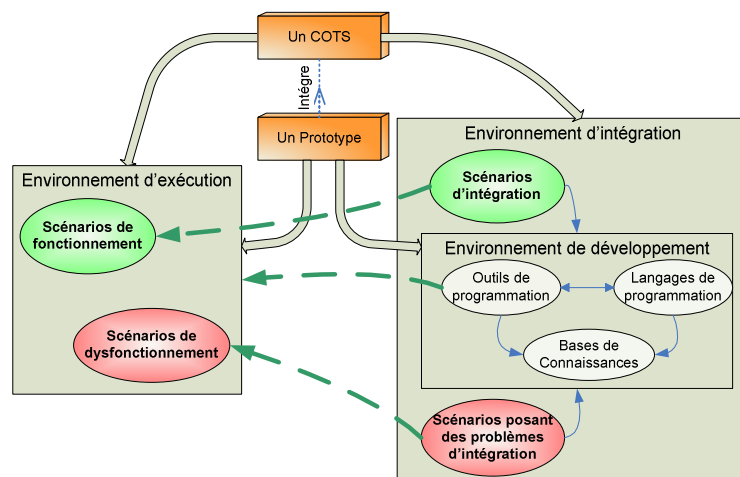 Un COTS
Intégre
Un Prototype
Environnement d'intégration
Environnement d'exécution
Scénarios
d'intégration
Scénarios de
fonctionnement
Environnement de développement
Outils de
programmation
Langages de
programmation
Scénarios de
dysfonctionnement
Bases de
Connaissances
Scénarios posant
des problèmes
d'intégration